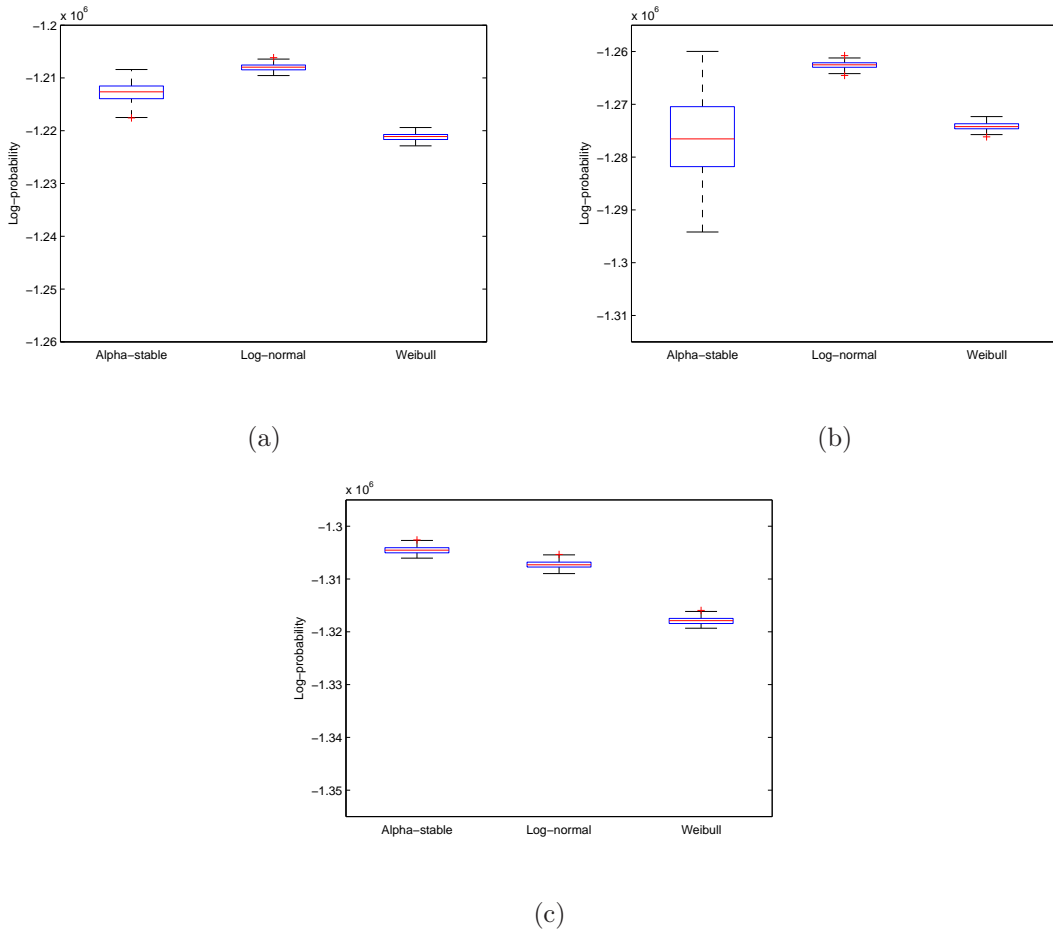 x 10^6
−1.2
−1.21
−1.22
−1.23
−1.24
−1.25
−1.26
Log−probability
Alpha−stable Log−normal Weibull
(a)
x 10^6
−1.26
−1.27
−1.28
−1.29
−1.3
−1.31
Log−probability
Alpha−stable Log−normal Weibull
(b)
x 10^6
−1.3
−1.31
−1.32
−1.33
−1.34
−1.35
Log−probability
Alpha−stable Log−normal Weibull
(c)